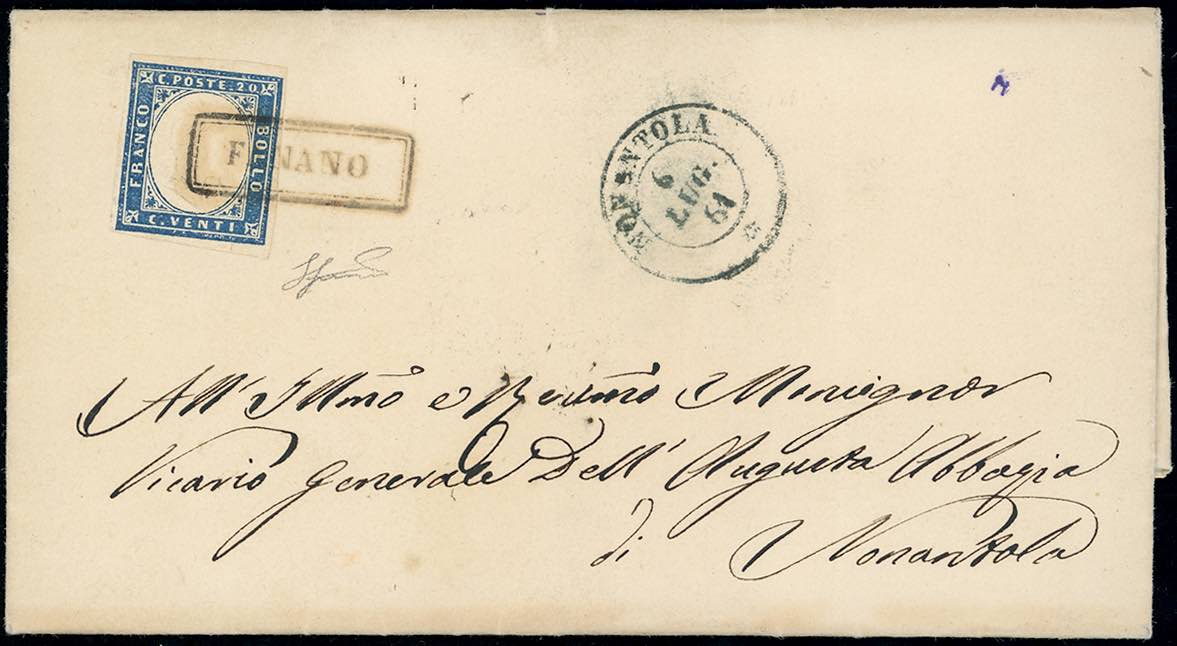 C. POSTE. 20
FRANCO
BOLLO
C. VENTI
FANANO
NONANTOLA
6
LUG.
61
All' Illmo e Revmo Monsignor
Vicario Generale Dell' Augusta Abbazia
di Nonantola